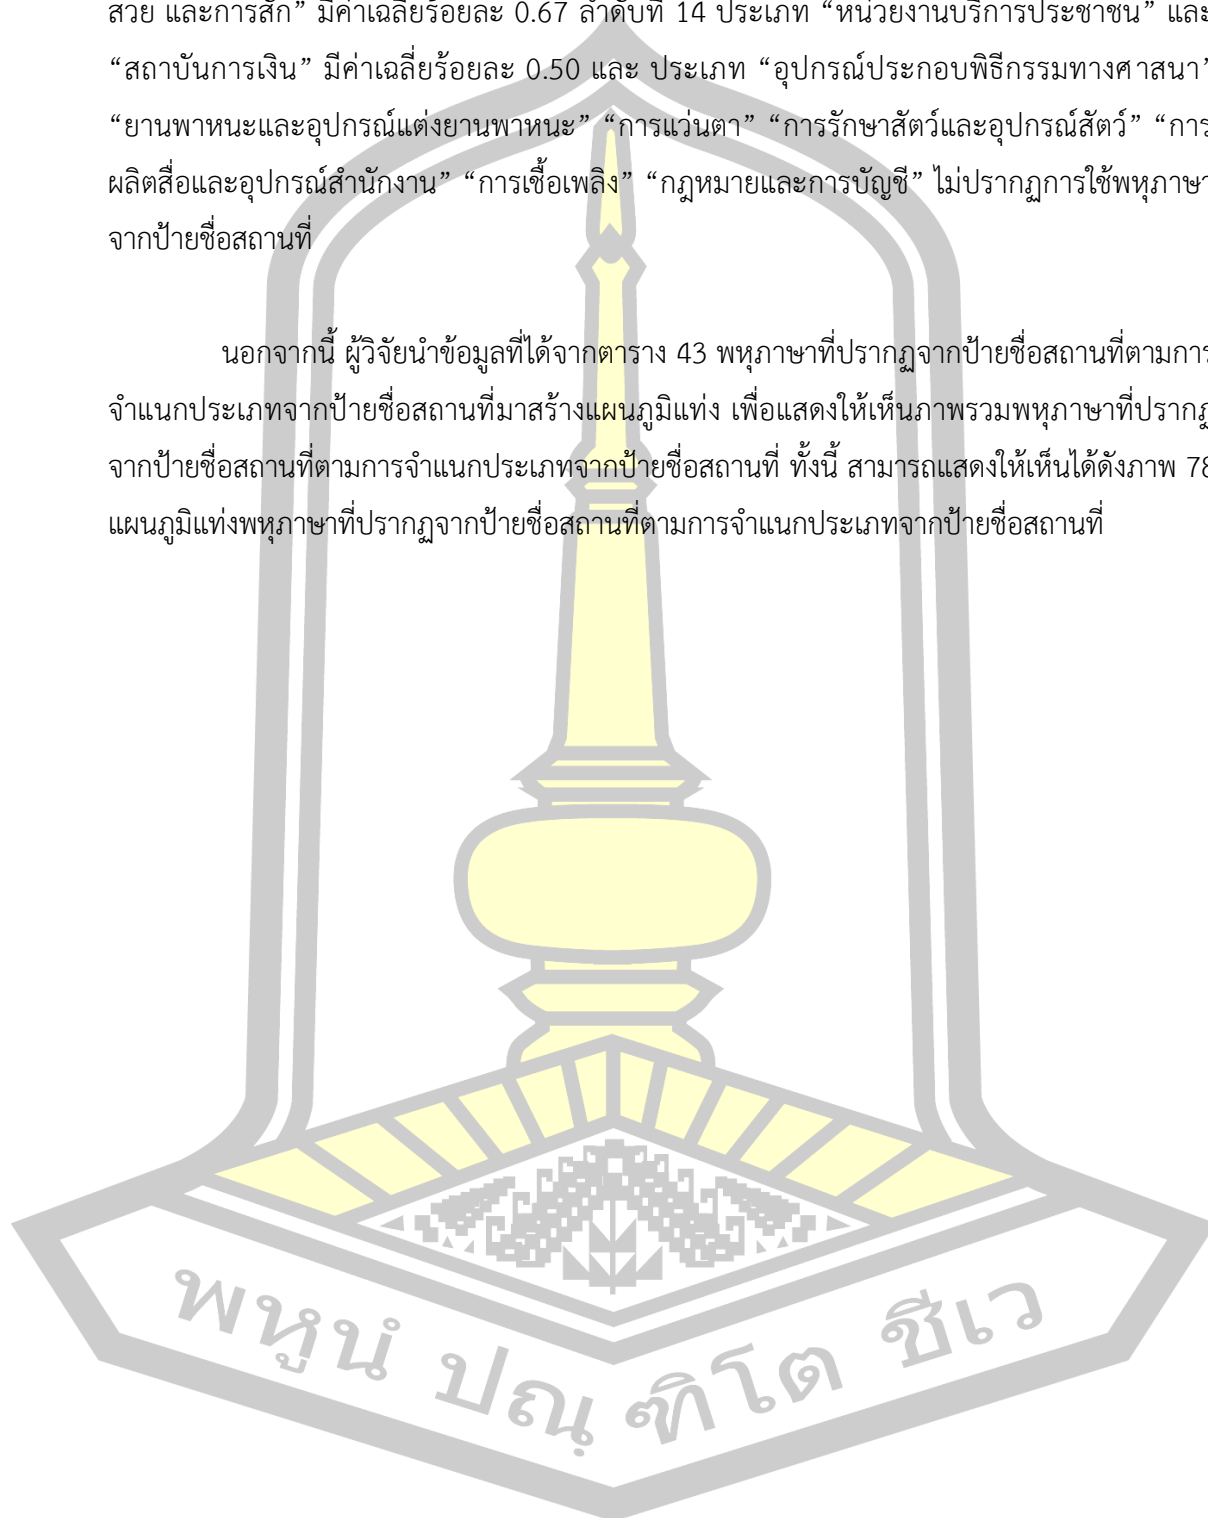 สวย และการสัก” มีค่าเฉลี่ยร้อยละ 0.67 ลำดับที่ 14 ประเภท “หน่วยงานบริการประชาชน” และ
“สถาบันการเงิน” มีค่าเฉลี่ยร้อยละ 0.50 และ ประเภท “อุปกรณ์ประกอบพิธีกรรมทางศาสนา”
“ยานพาหนะและอุปกรณ์แต่งยานพาหนะ” “การแว่นตา” “การรักษาสัตว์และอุปกรณ์สัตว์” “การ
ผลิตสื่อและอุปกรณ์สำนักงาน” “การเชื้อเพลิง” “กฎหมายและการบัญชี” ไม่ปรากฏการใช้พหุภาษา
จากป้ายชื่อสถานที่
นอกจากนี้ ผู้วิจัยนำข้อมูลที่ได้จากตาราง 43 พหุภาษาที่ปรากฏจากป้ายชื่อสถานที่ตามการ
จำแนกประเภทจากป้ายชื่อสถานที่มาสร้างแผนภูมิแท่ง เพื่อแสดงให้เห็นภาพรวมพหุภาษาที่ปรากฏ
จากป้ายชื่อสถานที่ตามการจำแนกประเภทจากป้ายชื่อสถานที่ ทั้งนี้ สามารถแสดงให้เห็นได้ดังภาพ 78
แผนภูมิแท่งพหุภาษาที่ปรากฏจากป้ายชื่อสถานที่ตามการจำแนกประเภทจากป้ายชื่อสถานที่
พหูนํ ปณฺฑิโต ชีเว